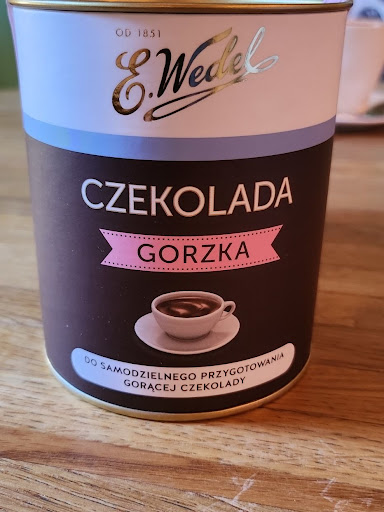 OD 1851
E. Wedel
CZEKOLADA
GORZKA
DO SAMODZIELNEGO PRZYGOTOWANIA
GORĄCEJ CZEKOLADY